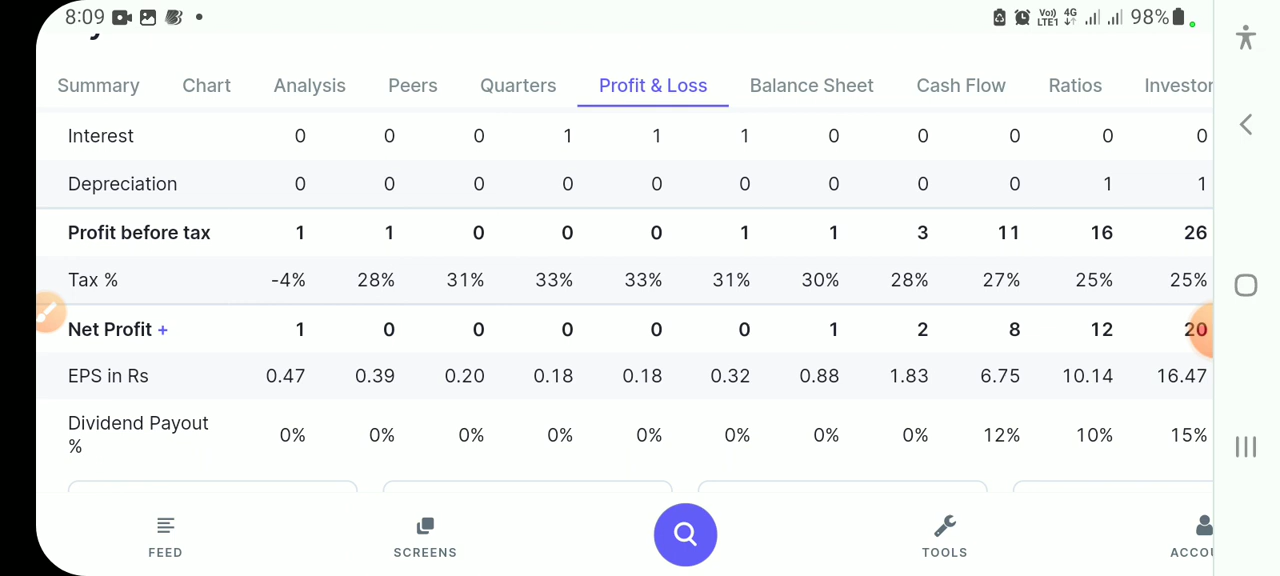 8:09 Vo)) LTE1 4G 98%
Summary Chart Analysis Peers Quarters Profit & Loss Balance Sheet Cash Flow Ratios Investor
Interest 0 0 0 1 1 1 0 0 0 0 0
Depreciation 0 0 0 0 0 0 0 0 0 1 1
Profit before tax 1 1 0 0 0 1 1 3 11 16 26
Tax % -4% 28% 31% 33% 33% 31% 30% 28% 27% 25% 25%
Net Profit + 1 0 0 0 0 0 1 2 8 12 20
EPS in Rs 0.47 0.39 0.20 0.18 0.18 0.32 0.88 1.83 6.75 10.14 16.47
Dividend Payout
% 0% 0% 0% 0% 0% 0% 0% 0% 12% 10% 15%
FEED SCREENS TOOLS ACCOU